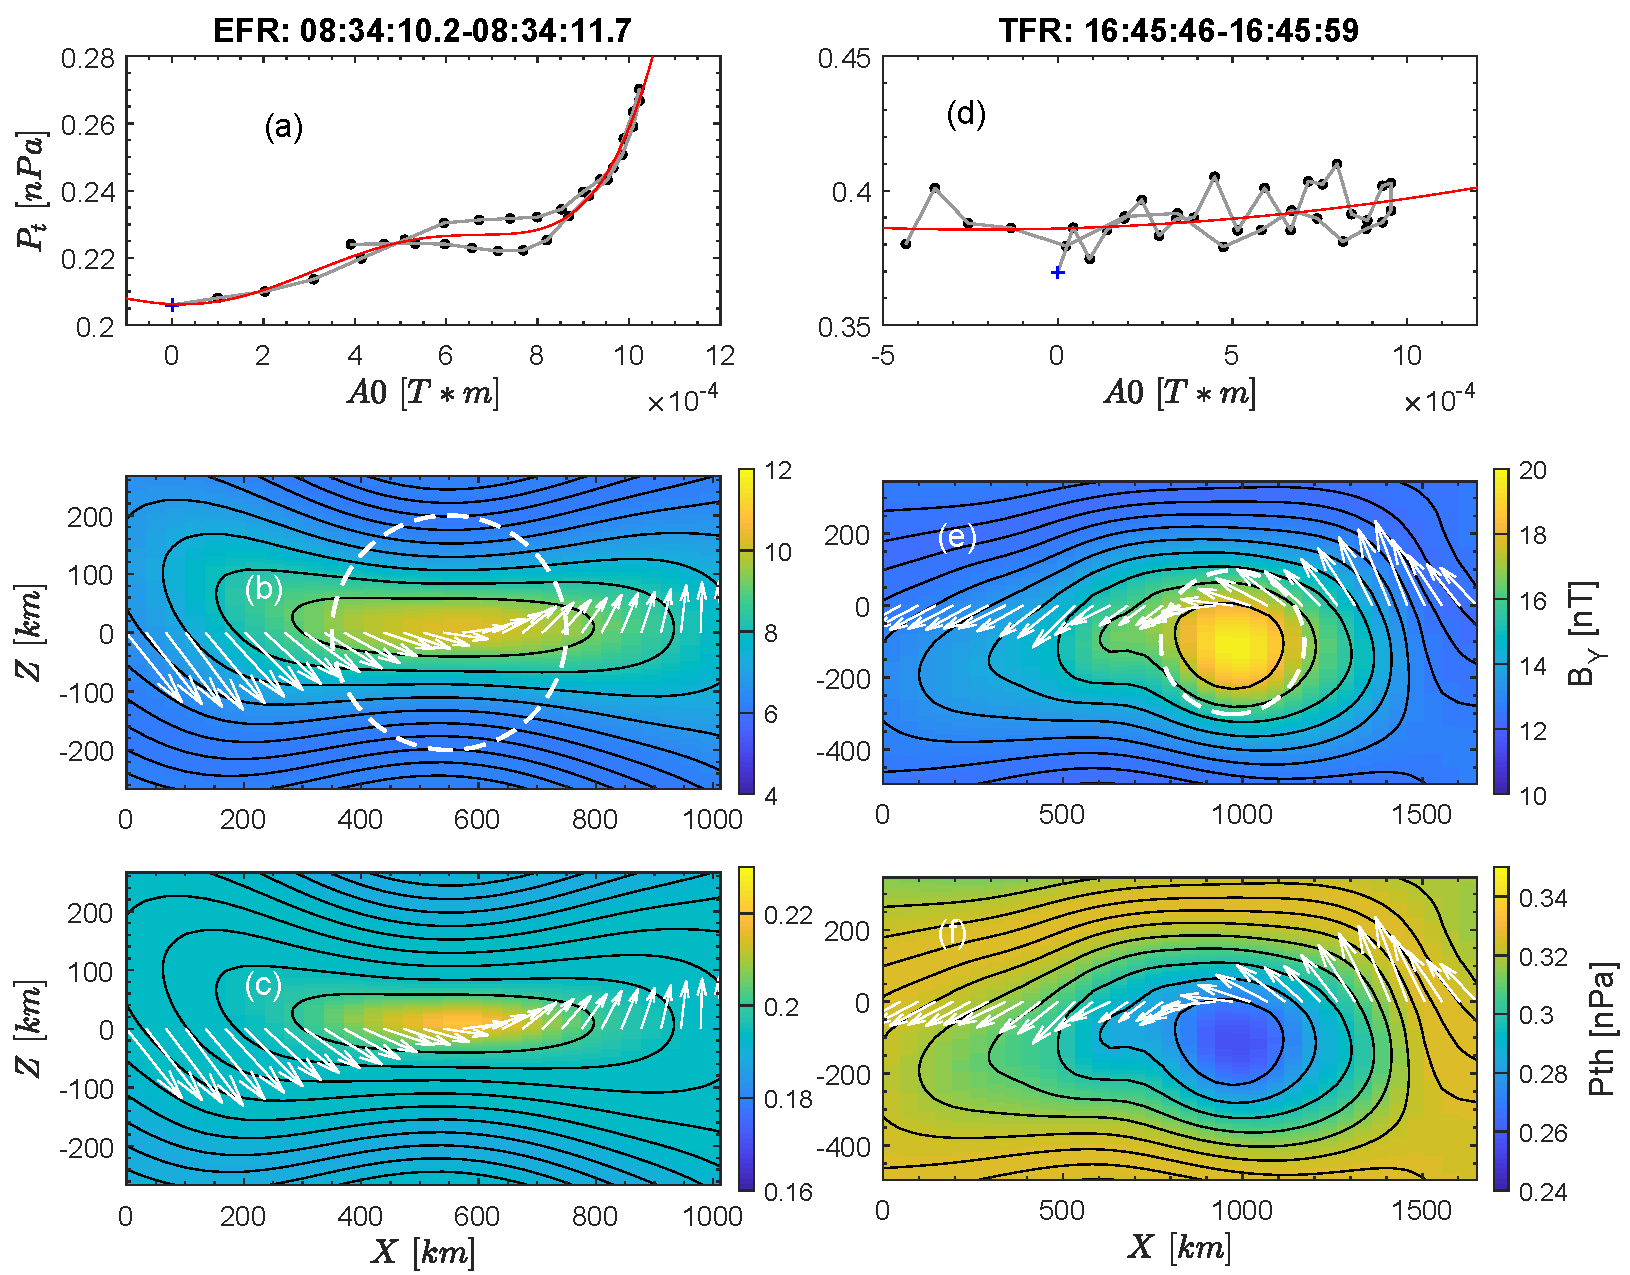 EFR: 08:34:10.2-08:34:11.7
TFR: 16:45:46-16:45:59
0.28
0.26
0.24
0.22
0.2
P_t [nPa]
(a)
0 2 4 6 8 10 12
A0 [T * m]
×10^-4
0.45
0.4
0.35
(d)
-5 0 5 10
A0 [T * m]
×10^-4
200
100
0
-100
-200
Z [km]
(b)
0 200 400 600 800 1000
12
10
8
6
4
200
0
-200
-400
(e)
0 500 1000 1500
20
18
16
14
12
10
B_Y [nT]
200
100
0
-100
-200
Z [km]
(c)
0 200 400 600 800 1000
X [km]
0.22
0.2
0.18
0.16
200
0
-200
-400
(f)
0 500 1000 1500
X [km]
0.34
0.32
0.3
0.28
0.26
0.24
Pth [nPa]